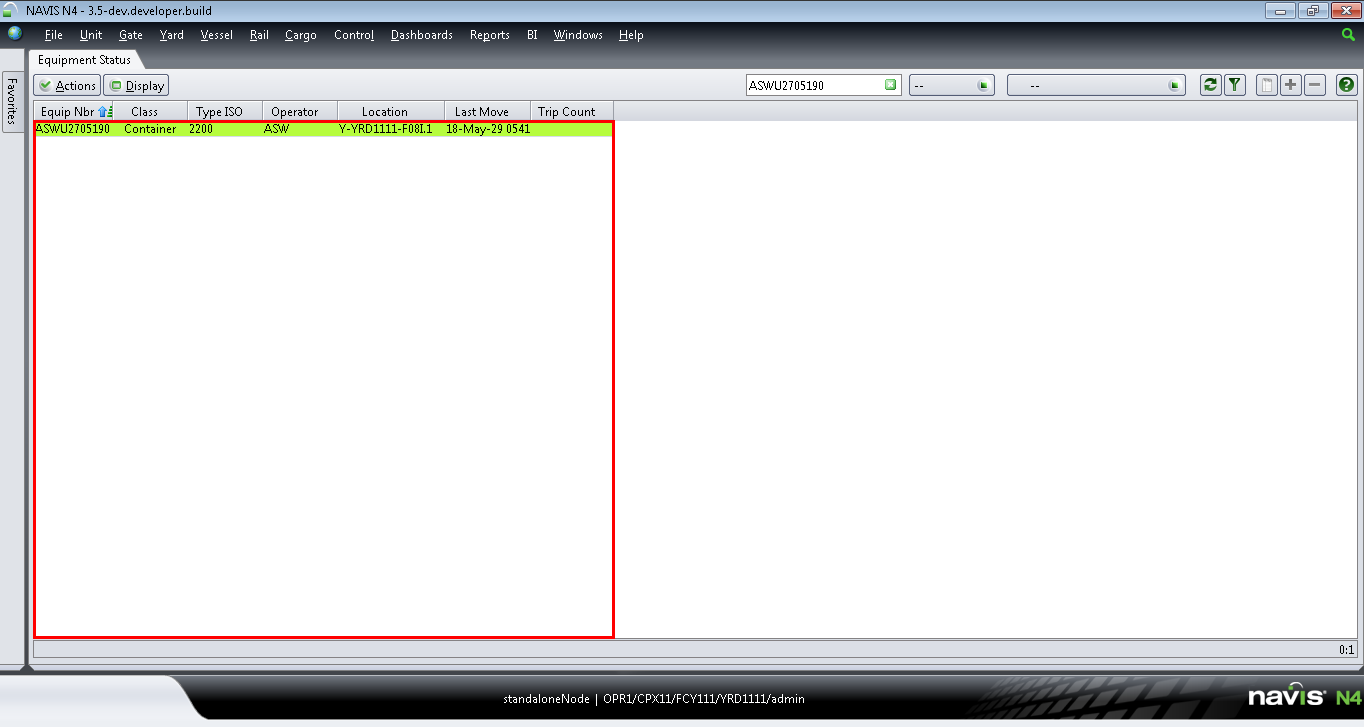 NAVIS N4 - 3.5-dev.developer.build
File Unit Gate Yard Vessel Rail Cargo Control Dashboards Reports BI Windows Help
Favorites
Equipment Status
Actions Display ASWU2705190 -- --
Equip Nbr Class Type ISO Operator Location Last Move Trip Count
ASWU2705190 Container 2200 ASW Y-YRD1111-F08I.1 18-May-29 0541
0:1
standaloneNode | OPR1/CPX11/FCY111/YRD1111/admin
navis N4